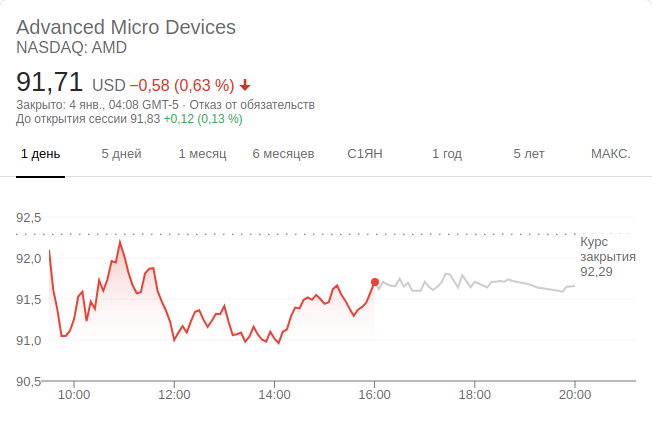 Advanced Micro Devices
NASDAQ: AMD
91,71 USD −0,58 (0,63 %)
Закрыто: 4 янв., 04:08 GMT-5 · Отказ от обязательств
До открытия сессии 91,83 +0,12 (0,13 %)
1 день 5 дней 1 месяц 6 месяцев С1ЯН 1 год 5 лет МАКС.
92,5
Курс
закрытия
92,29
92,0
91,5
91,0
90,5
10:00 12:00 14:00 16:00 18:00 20:00